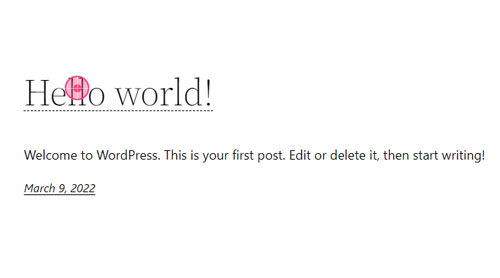 Hello world!
Welcome to WordPress. This is your first post. Edit or delete it, then start writing!
March 9, 2022